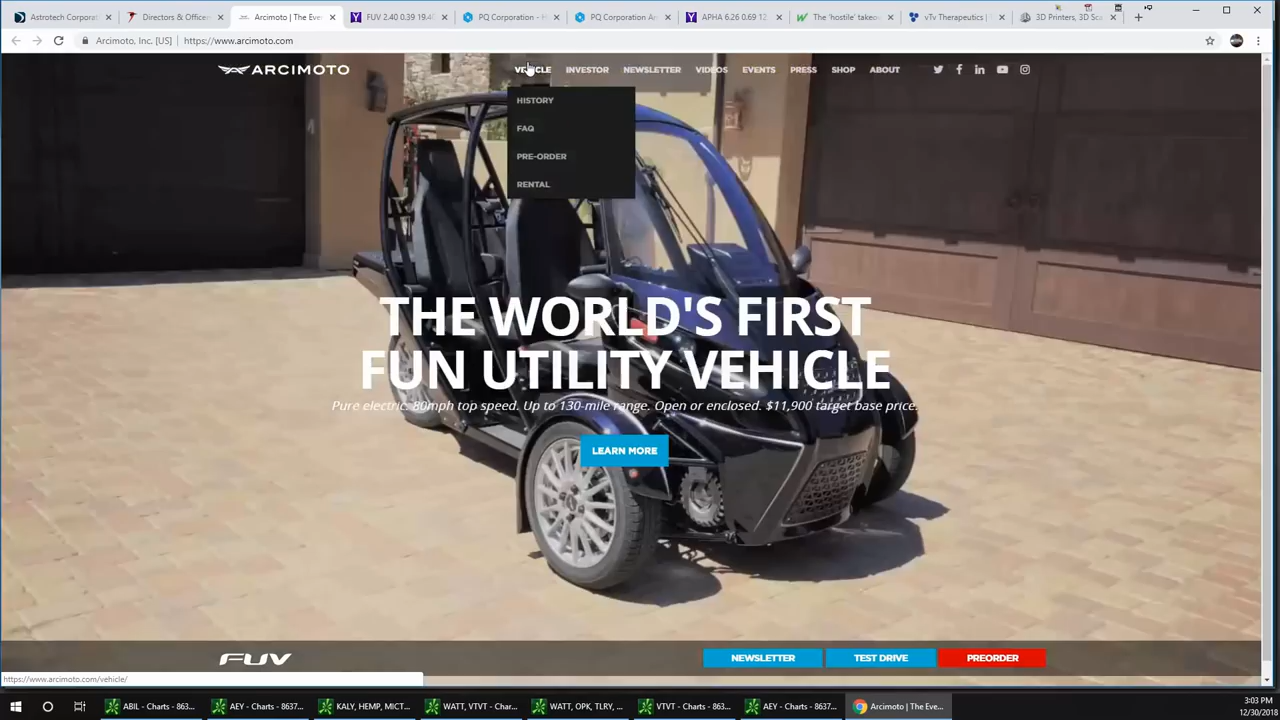 Astrotech Corporat
Directors & Officer
Arcimoto | The Eve
FUV 2.40 0.39 19.4
PQ Corporation - H
PQ Corporation A
APHA 6.26 0.69 12
The 'hostile' takeo
vTv Therapeutics |
3D Printers, 3D Sc
Arcimoto, Inc. [US] | https://www.arcimoto.com
ARCIMOTO
VEHICLE INVESTOR NEWSLETTER VIDEOS EVENTS PRESS SHOP ABOUT
HISTORY
FAQ
PRE-ORDER
RENTAL
THE WORLD'S FIRST
FUN UTILITY VEHICLE
Pure electric. 80mph top speed. Up to 130-mile range. Open or enclosed. $11,900 target base price.
LEARN MORE
FUV
NEWSLETTER TEST DRIVE PREORDER
https://www.arcimoto.com/vehicle/
ABIL - Charts - 863...
AEY - Charts - 8637...
KALY, HEMP, MICT...
WATT, VTVT - Char...
WATT, OPK, TLRY, ...
VTVT - Charts - 863...
AEY - Charts - 8637...
Arcimoto | The Eve...
3:03 PM
12/30/2018